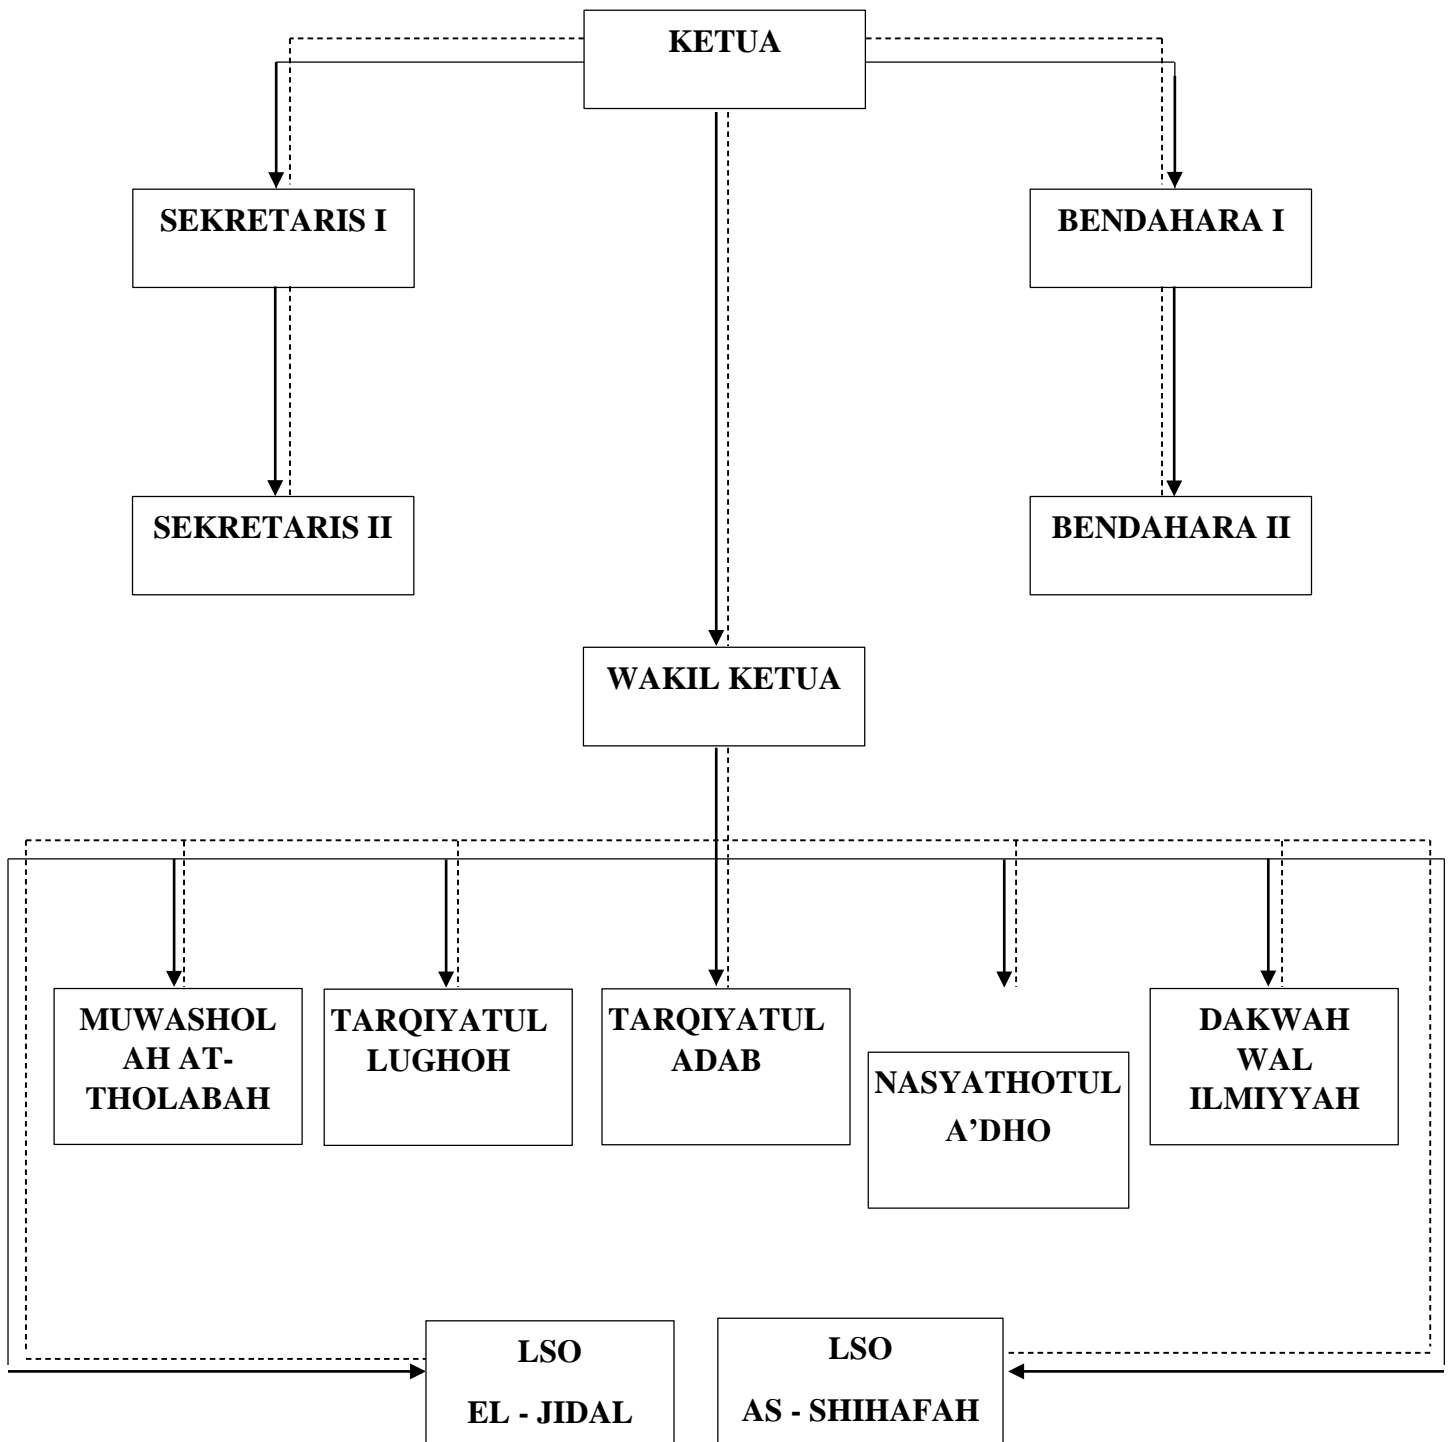 KETUA
SEKRETARIS I
BENDAHARA I
SEKRETARIS II
BENDAHARA II
WAKIL KETUA
MUWASHOL
AH AT-
THOLABAH
TARQIYATUL
LUGHOH
TARQIYATUL
ADAB
NASYATHOTUL
A’DHO
DAKWAH
WAL
ILMIYYAH
LSO
EL - JIDAL
LSO
AS - SHIHAFAH